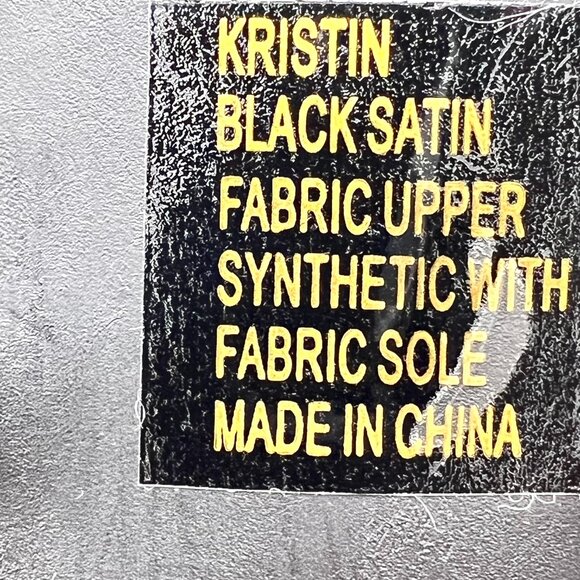 KRISTIN
BLACK SATIN
FABRIC UPPER
SYNTHETIC WITH
FABRIC SOLE
MADE IN CHINA